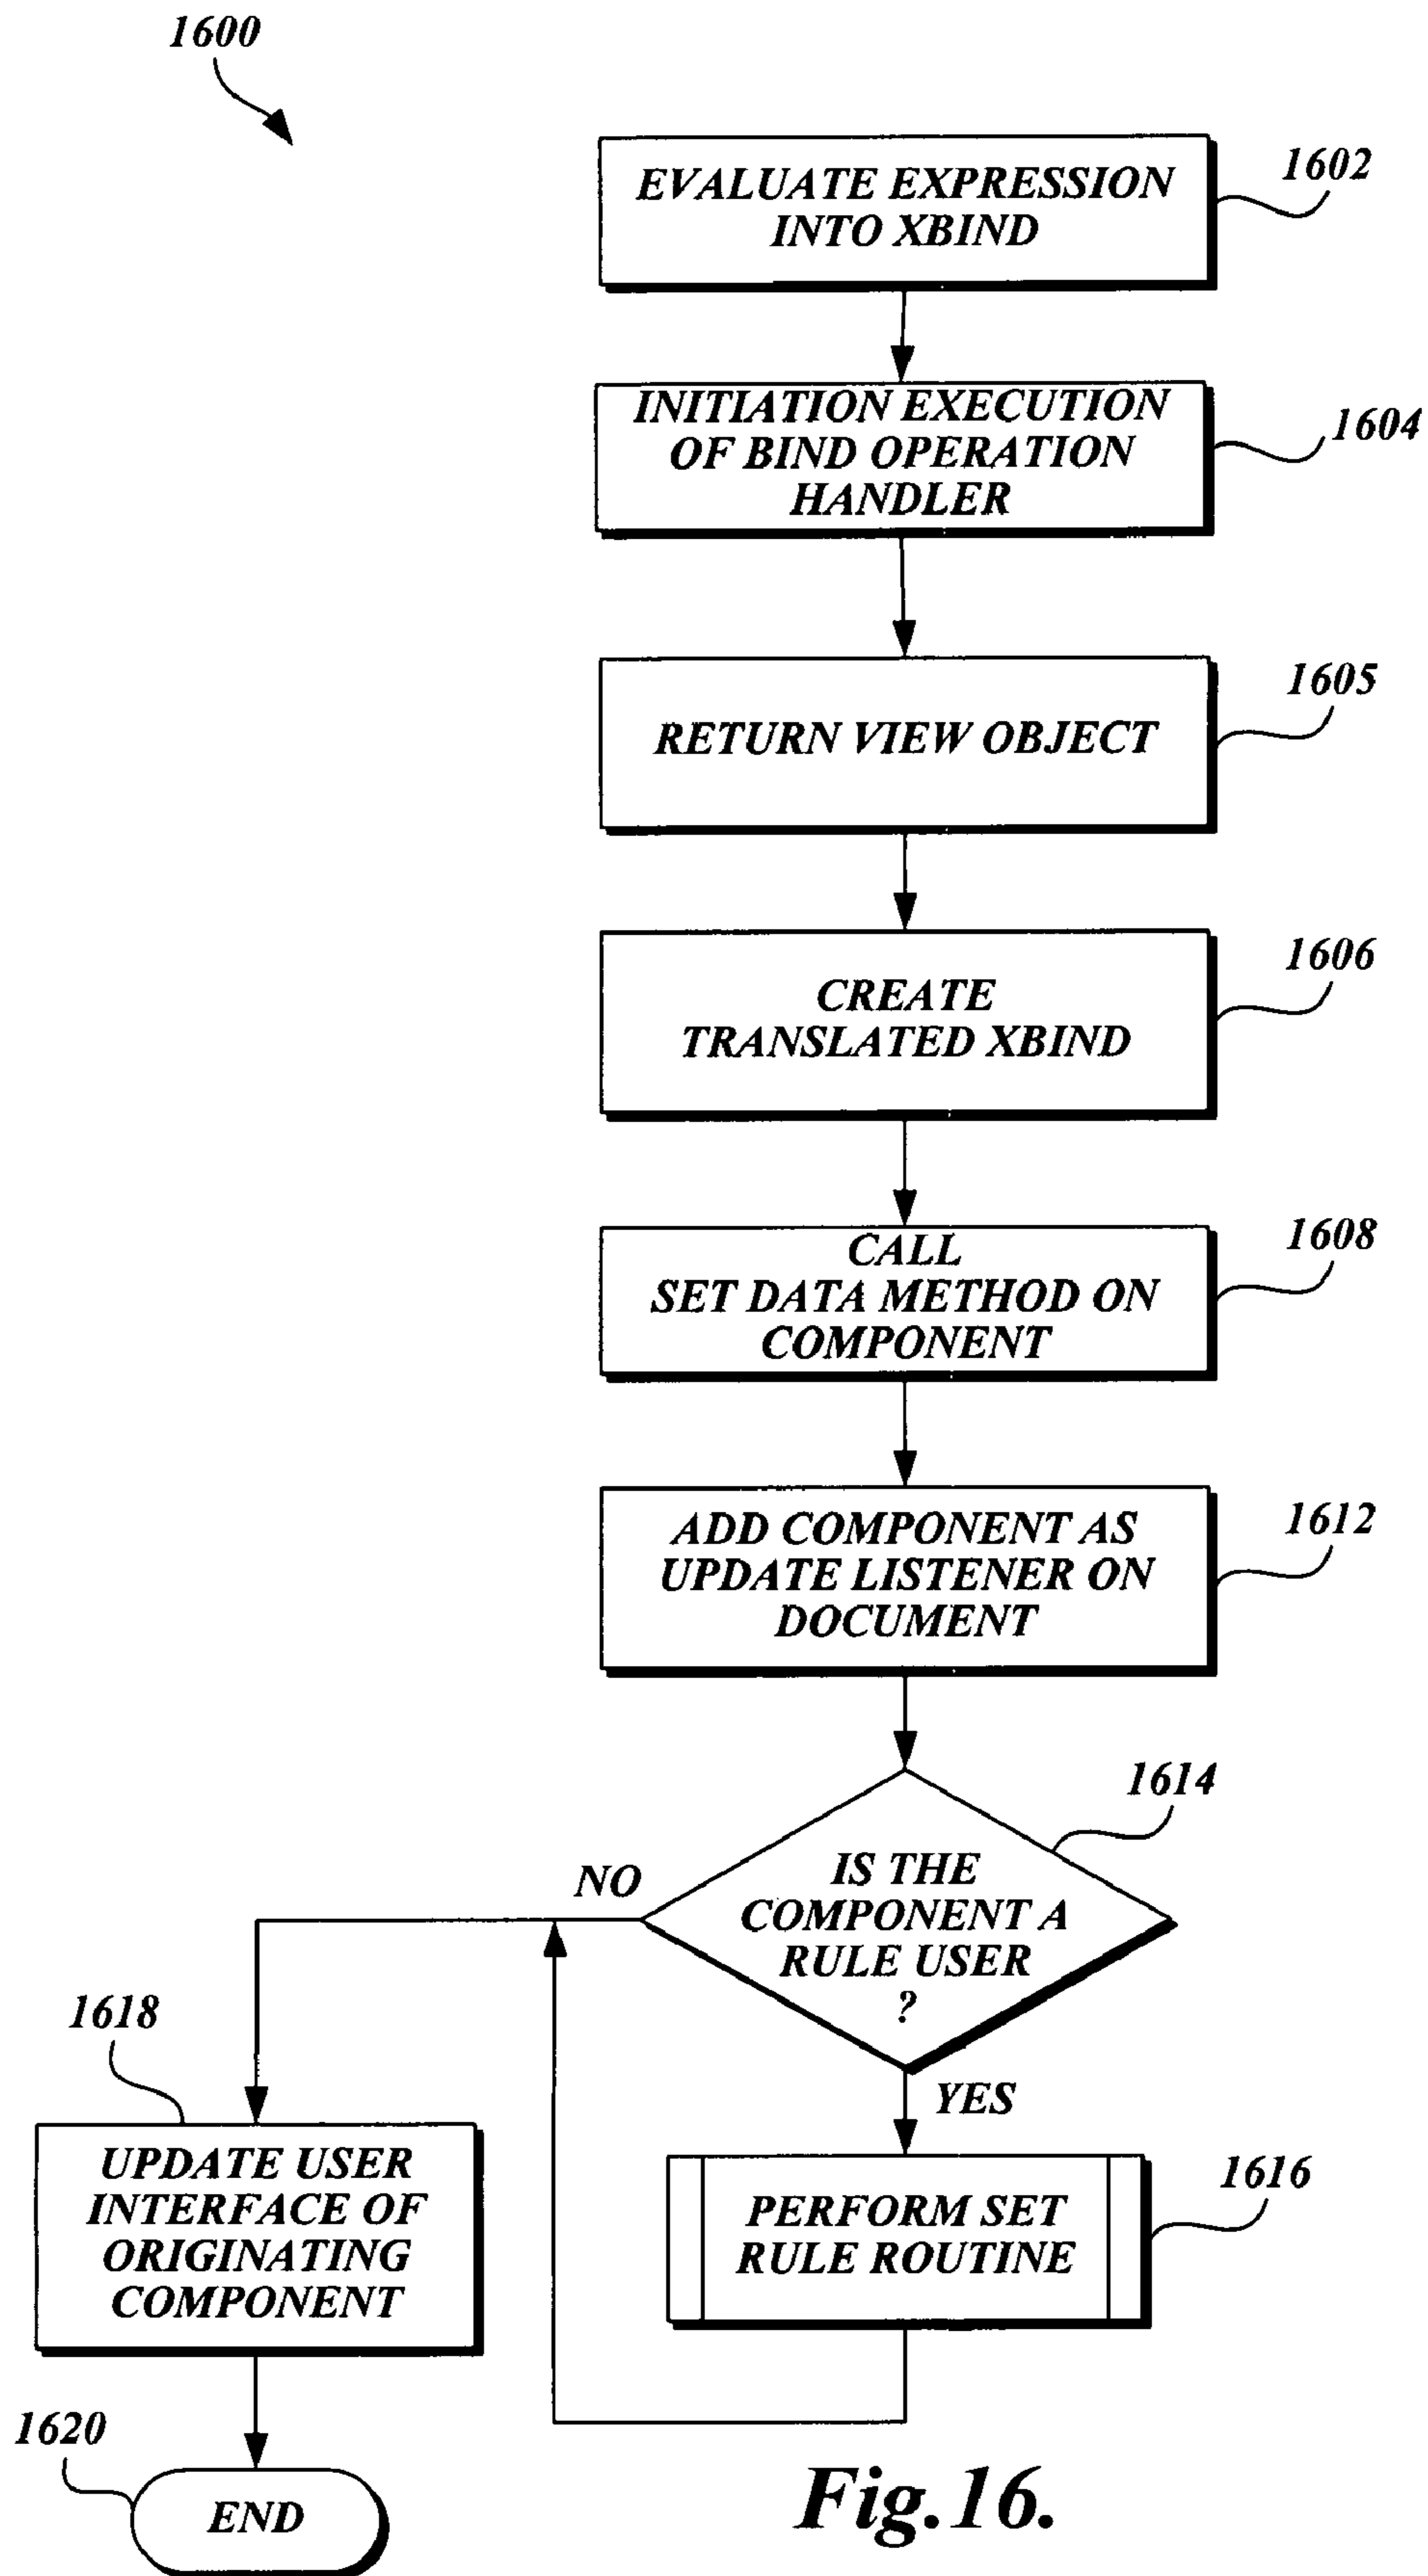 1600
EVALUATE EXPRESSION
INTO XBIND
1602
INITIATION EXECUTION
OF BIND OPERATION
HANDLER
1604
RETURN VIEW OBJECT
1605
CREATE
TRANSLATED XBIND
1606
CALL
SET DATA METHOD ON
COMPONENT
1608
ADD COMPONENT AS
UPDATE LISTENER ON
DOCUMENT
1612
IS THE
COMPONENT A
RULE USER
?
1614
NO
YES
1618
UPDATE USER
INTERFACE OF
ORIGINATING
COMPONENT
PERFORM SET
RULE ROUTINE
1616
1620
END
Fig.16.